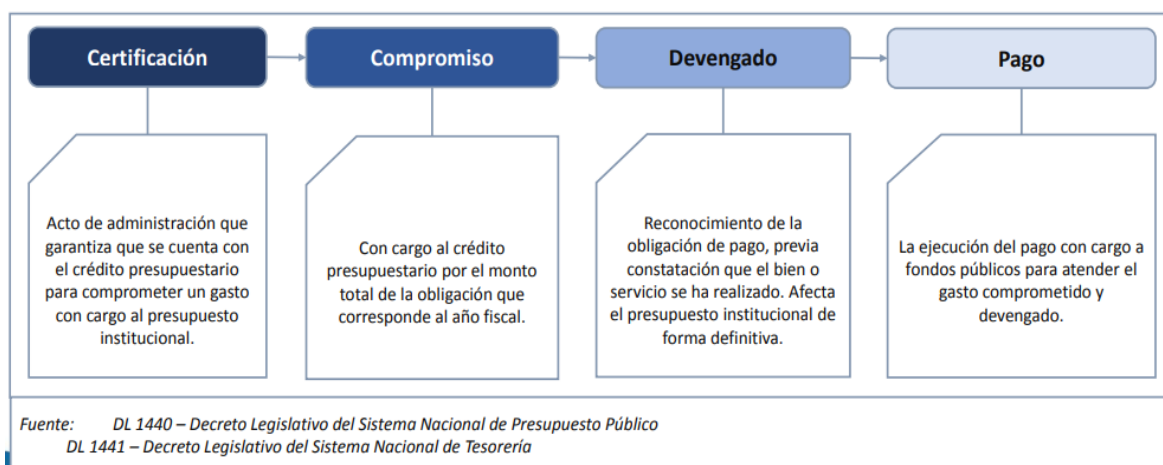 Certificación
Compromiso
Devengado
Pago
Acto de administración que
garantiza que se cuenta con
el crédito presupuestario
para comprometer un gasto
con cargo al presupuesto
institucional.
Con cargo al crédito
presupuestario por el monto
total de la obligación que
corresponde al año fiscal.
Reconocimiento de la
obligación de pago, previa
constatación que el bien o
servicio se ha realizado. Afecta
el presupuesto institucional de
forma definitiva.
La ejecución del pago con cargo a
fondos públicos para atender el
gasto comprometido y
devengado.
Fuente: DL 1440 – Decreto Legislativo del Sistema Nacional de Presupuesto Público
DL 1441 – Decreto Legislativo del Sistema Nacional de Tesorería